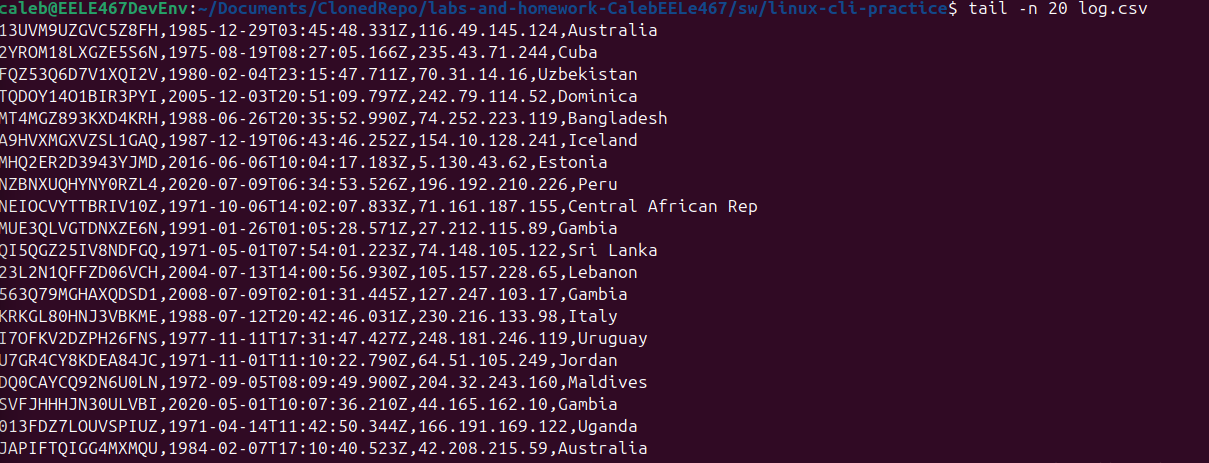 caleb@EELE467DevEnv:~/Documents/ClonedRepo/labs-and-homework-CalebEELe467/sw/linux-cli-practice$ tail -n 20 log.csv
13UVM9UZGVC5Z8FH,1985-12-29T03:45:48.331Z,116.49.145.124,Australia
2YROM18LXGZE5S6N,1975-08-19T08:27:05.166Z,235.43.71.244,Cuba
FQZ53Q6D7V1XQI2V,1980-02-04T23:15:47.711Z,70.31.14.16,Uzbekistan
TQDOY14O1BIR3PYI,2005-12-03T20:51:09.797Z,242.79.114.52,Dominica
MT4MGZ893KXD4KRH,1988-06-26T20:35:52.990Z,74.252.223.119,Bangladesh
A9HVXMGXVZSL1GAQ,1987-12-19T06:43:46.252Z,154.10.128.241,Iceland
MHQ2ER2D3943YJMD,2016-06-06T10:04:17.183Z,5.130.43.62,Estonia
NZBNXUQHYNY0RZL4,2020-07-09T06:34:53.526Z,196.192.210.226,Peru
NEIOCVYTTBRIV10Z,1971-10-06T14:02:07.833Z,71.161.187.155,Central African Rep
MUE3QLVGTDNXZE6N,1991-01-26T01:05:28.571Z,27.212.115.89,Gambia
QI5QGZ25IV8NDFGQ,1971-05-01T07:54:01.223Z,74.148.105.122,Sri Lanka
23L2N1QFFZD06VCH,2004-07-13T14:00:56.930Z,105.157.228.65,Lebanon
563Q79MGHAXQDSD1,2008-07-09T02:01:31.445Z,127.247.103.17,Gambia
KRKGL80HNJ3VBKME,1988-07-12T20:42:46.031Z,230.216.133.98,Italy
I7OFKV2DZPH26FNS,1977-11-11T17:31:47.427Z,248.181.246.119,Uruguay
U7GR4CY8KDEA84JC,1971-11-01T11:10:22.790Z,64.51.105.249,Jordan
DQ0CAYCQ92N6U0LN,1972-09-05T08:09:49.900Z,204.32.243.160,Maldives
SVFJHHHJN30ULVBI,2020-05-01T10:07:36.210Z,44.165.162.10,Gambia
013FDZ7LOUVSPIUZ,1971-04-14T11:42:50.344Z,166.191.169.122,Uganda
JAPIFTQIGG4MXMQU,1984-02-07T17:10:40.523Z,42.208.215.59,Australia